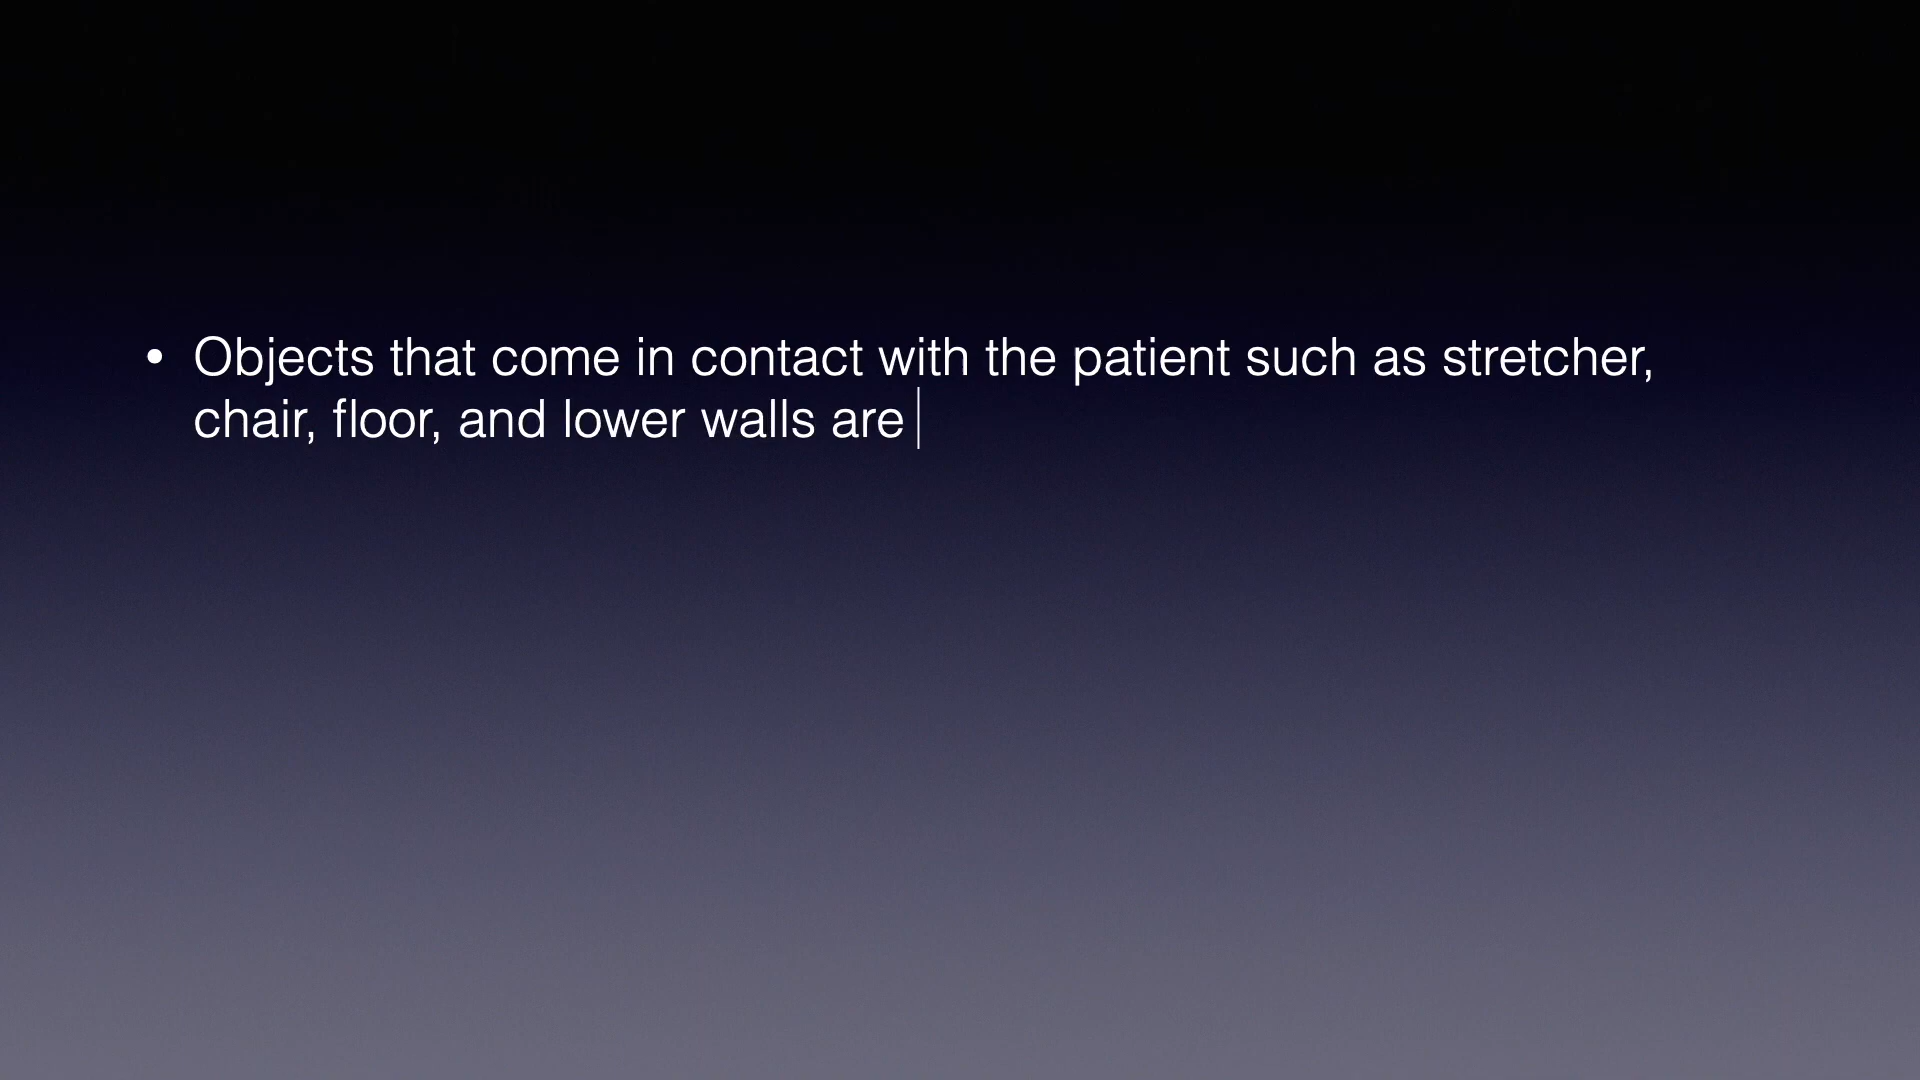 • Objects that come in contact with the patient such as stretcher,
chair, floor, and lower walls are